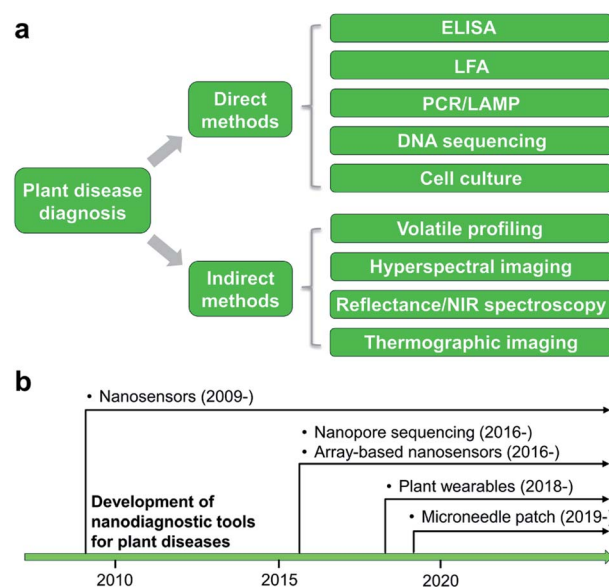 a
Plant disease
diagnosis
Direct
methods
ELISA
LFA
PCR/LAMP
DNA sequencing
Cell culture
Indirect
methods
Volatile profiling
Hyperspectral imaging
Reflectance/NIR spectroscopy
Thermographic imaging
b
• Nanosensors (2009-)
• Nanopore sequencing (2016-)
• Array-based nanosensors (2016-)
• Plant wearables (2018-)
• Microneedle patch (2019-)
Development of
nanodiagnostic tools
for plant diseases
2010
2015
2020